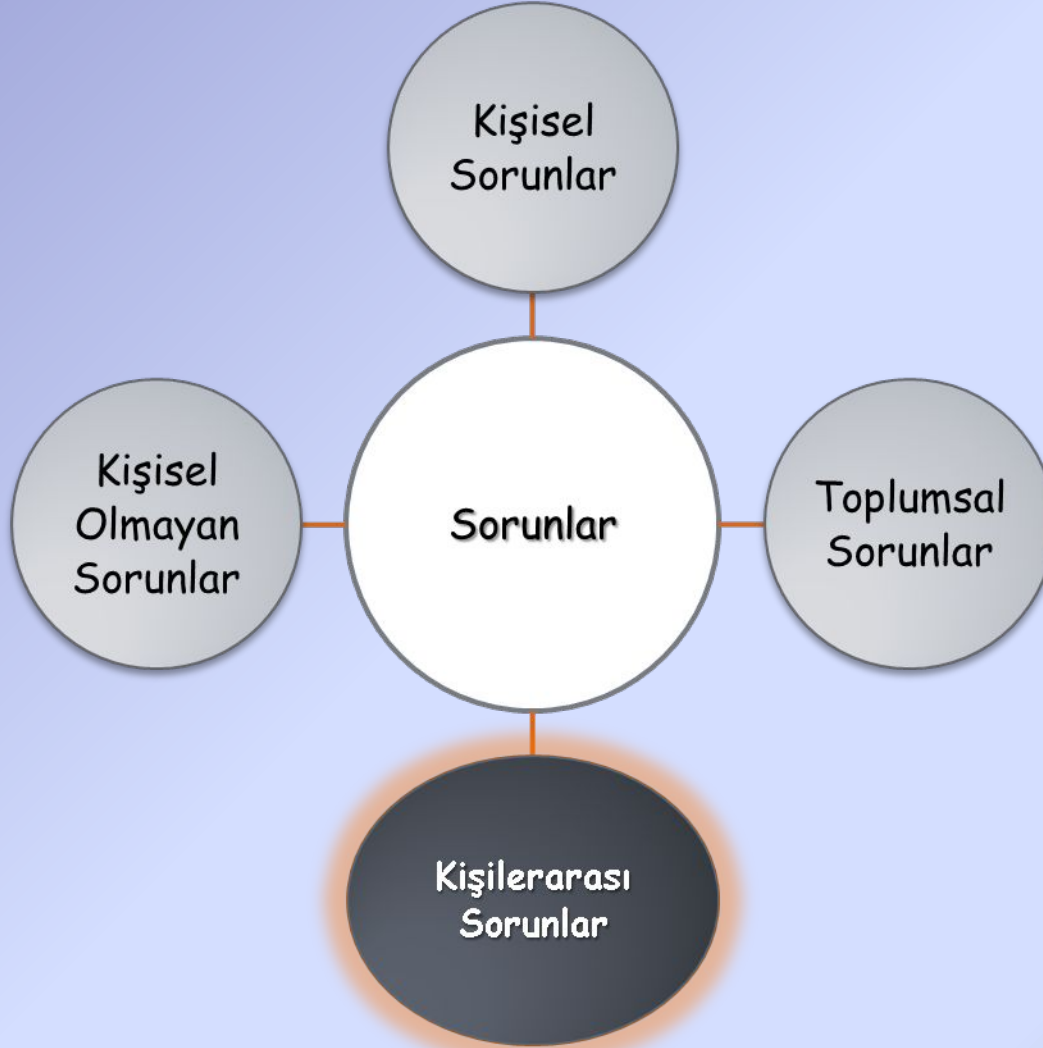 Kişisel
Sorunlar
Kişisel
Olmayan
Sorunlar
Sorunlar
Toplumsal
Sorunlar
Kişilerarası
Sorunlar